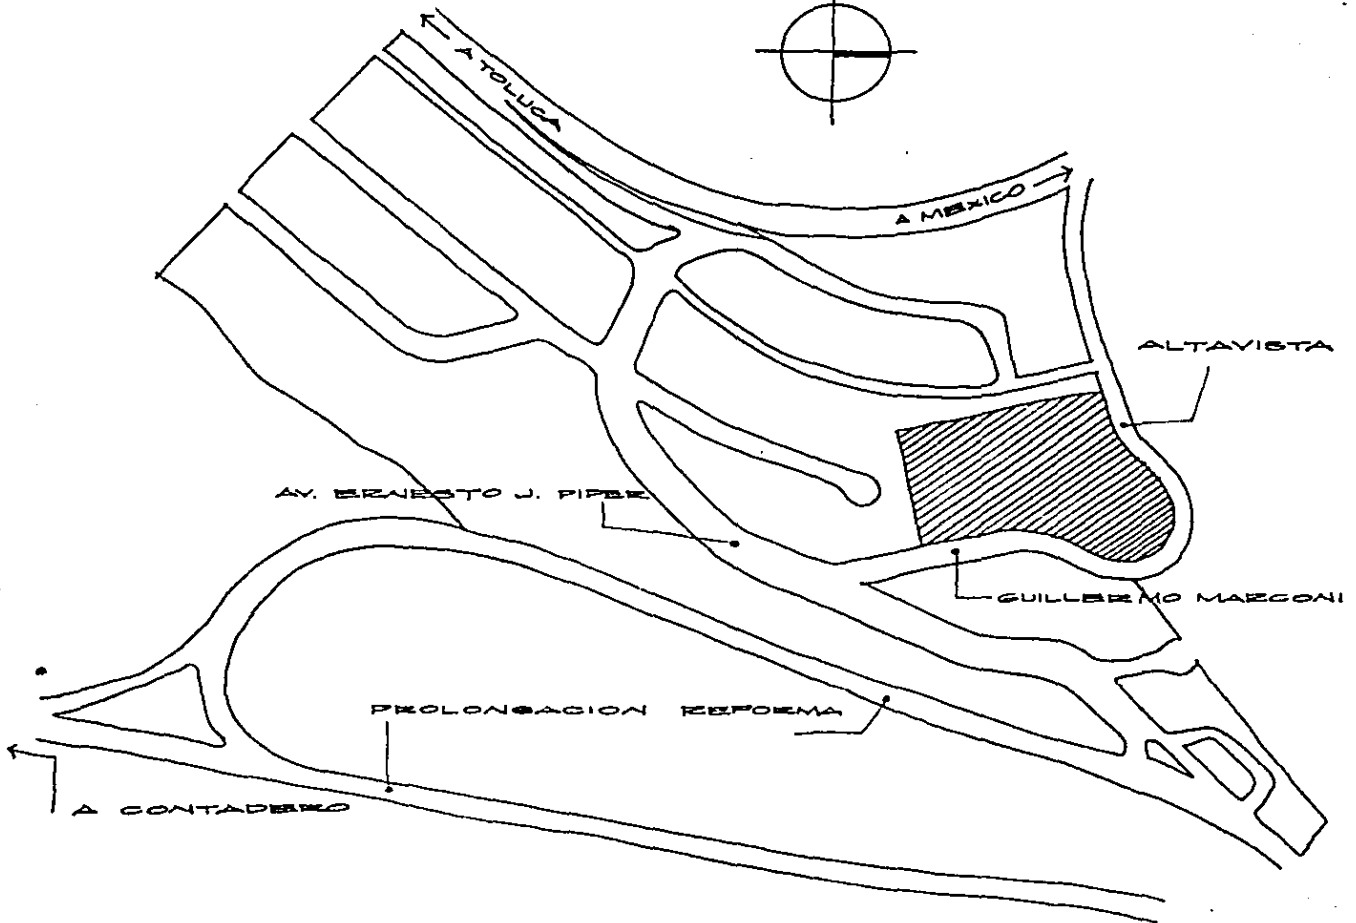 A TOLUCA
A MEXICO
ALTAVISTA
AV. ERNESTO J. PIPER
GUILLERMO MARCONI
PROLONGACION REFORMA
A CONTADERO